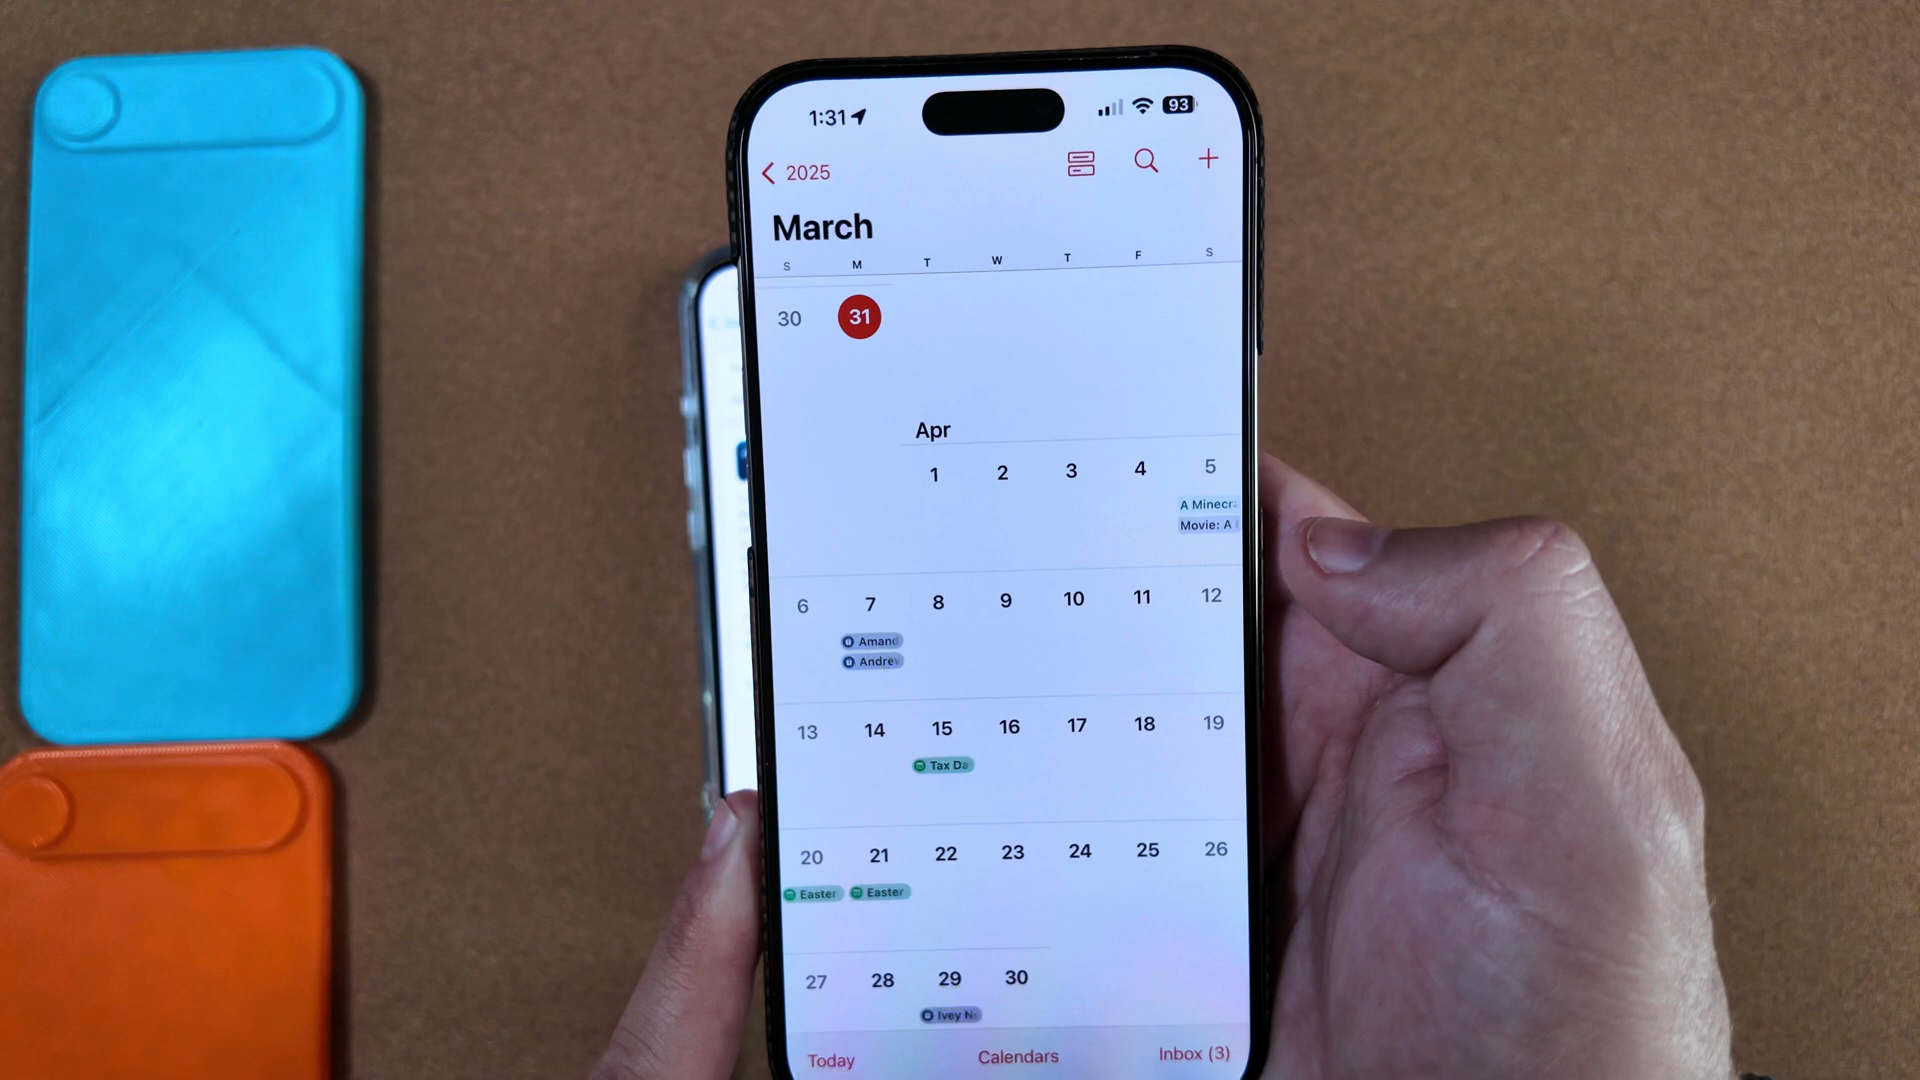 1:31 93
2025
March
S M T W T F S
30 31
Apr
1 2 3 4 5
A Minecr
Movie: A
6 7 8 9 10 11 12
Amand
Andre
13 14 15 16 17 18 19
Tax Da
20 21 22 23 24 25 26
Easter Easter
27 28 29 30
Ivey N
Today Calendars Inbox (3)